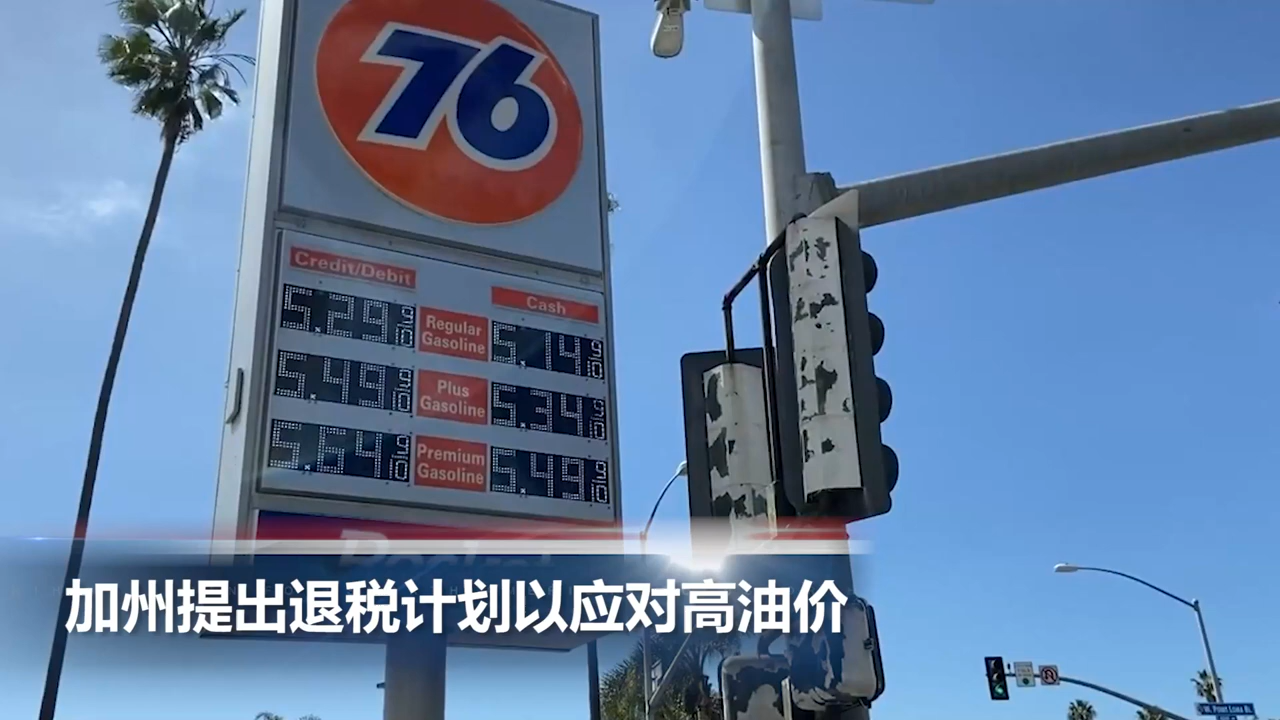 76
Credit/Debit
Cash
5.29 9/10
Regular
Gasoline
5.14 9/10
5.49 9/10
Plus
Gasoline
5.34 9/10
5.64 9/10
Premium
Gasoline
5.49 9/10
加州提出退税计划以应对高油价